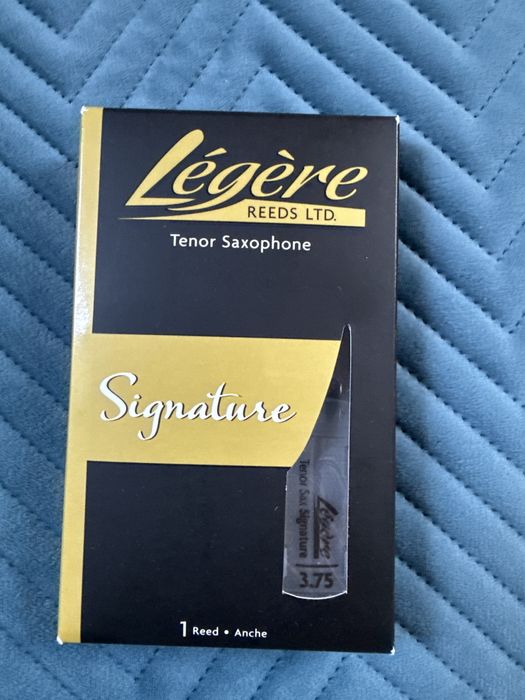 Légère
REEDS LTD.
Tenor Saxophone
Signature
Légère
Tenor Sax Signature
3.75
1 Reed • Anche